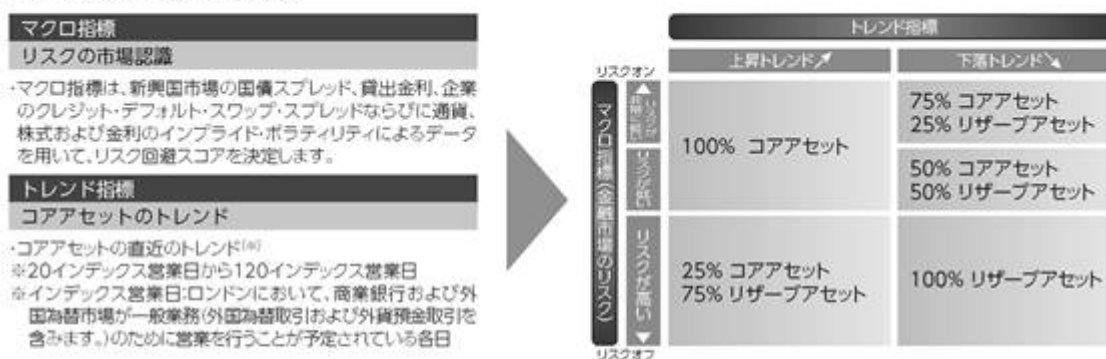 マクロ指標
リスクの市場認識
・マクロ指標は、新興国市場の国債スプレッド、貸出金利、企業
のクレジット・デフォルト・スワップ・スプレッドならびに通貨、
株式および金利のインプライド・ボラティリティによるデータ
を用いて、リスク回避スコアを決定します。
トレンド指標
コアアセットのトレンド
・コアアセットの直近のトレンド(※)
※20インデックス営業日から120インデックス営業日
※インデックス営業日:ロンドンにおいて、商業銀行および外
国為替市場が一般業務(外国為替取引および外貨預金取引を
含みます。)のために営業を行うことが予定されている各日
トレンド指標
上昇トレンド↗
下落トレンド↘
リスクオン
マクロ指標(金融市場のリスク)
リスクが非常に低い
100% コアアセット
75% コアアセット
25% リザーブアセット
リスクが低い
50% コアアセット
50% リザーブアセット
リスクが高い
25% コアアセット
75% リザーブアセット
100% リザーブアセット
リスクオフ